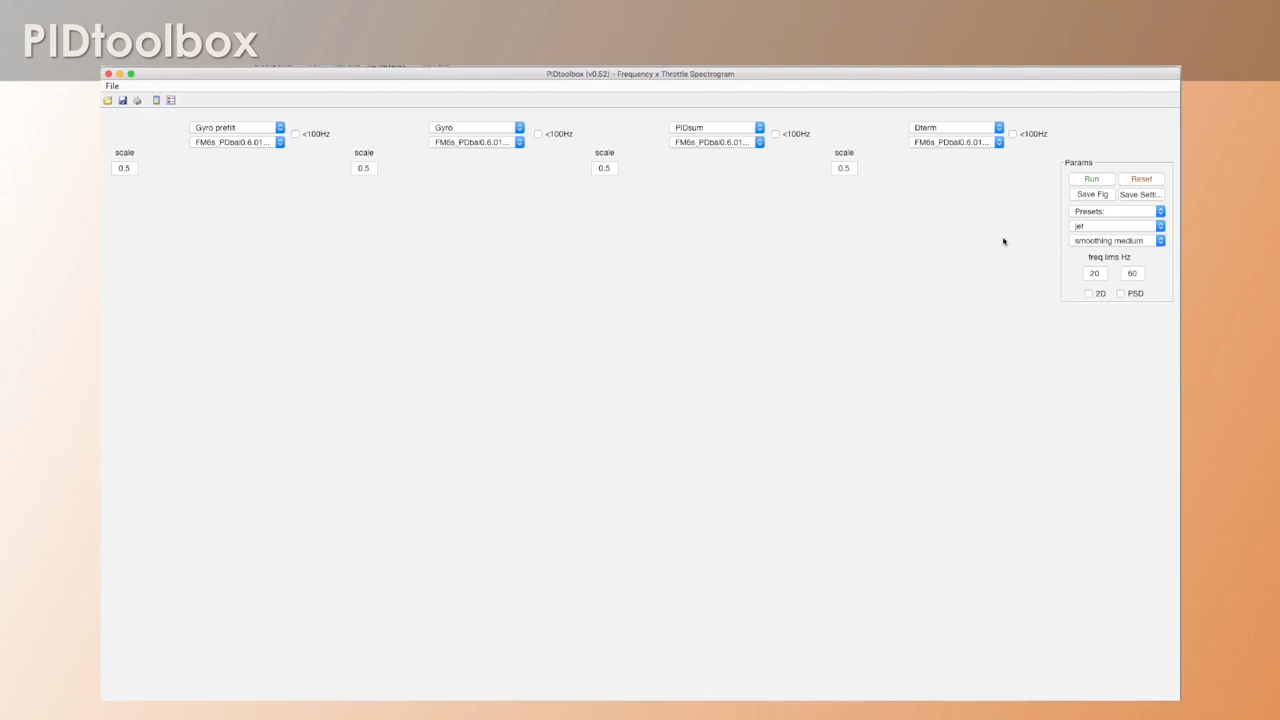 PIDtoolbox
PIDtoolbox (v0.52) - Frequency x Throttle Spectrogram
File
Gyro prefilt
<100Hz
Gyro
<100Hz
PIDsum
<100Hz
Dterm
<100Hz
FM6s_PDbal0.6.01...
FM6s_PDbal0.6.01...
FM6s_PDbal0.6.01...
FM6s_PDbal0.6.01...
scale
scale
scale
scale
0.5
0.5
0.5
0.5
Params
Run
Reset
Save Fig
Save Setti...
Presets:
jet
smoothing medium
freq lims Hz
20
60
2D
PSD